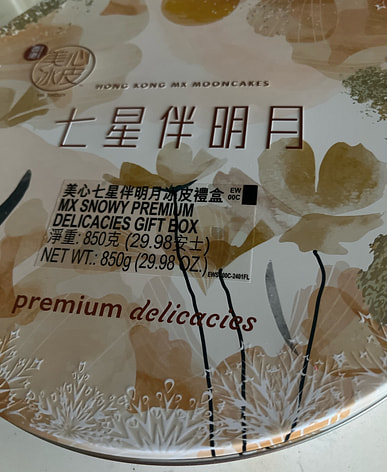 美心
冰皮
HONG KONG MX MOONCAKES
七星伴明月
美心七星伴明月冰皮禮盒
EW
00C
MX SNOWY PREMIUM
DELICACIES GIFT BOX
淨重: 850克 (29.98安士)
NET WT.: 850g (29.98 OZ.)
premium delicacies